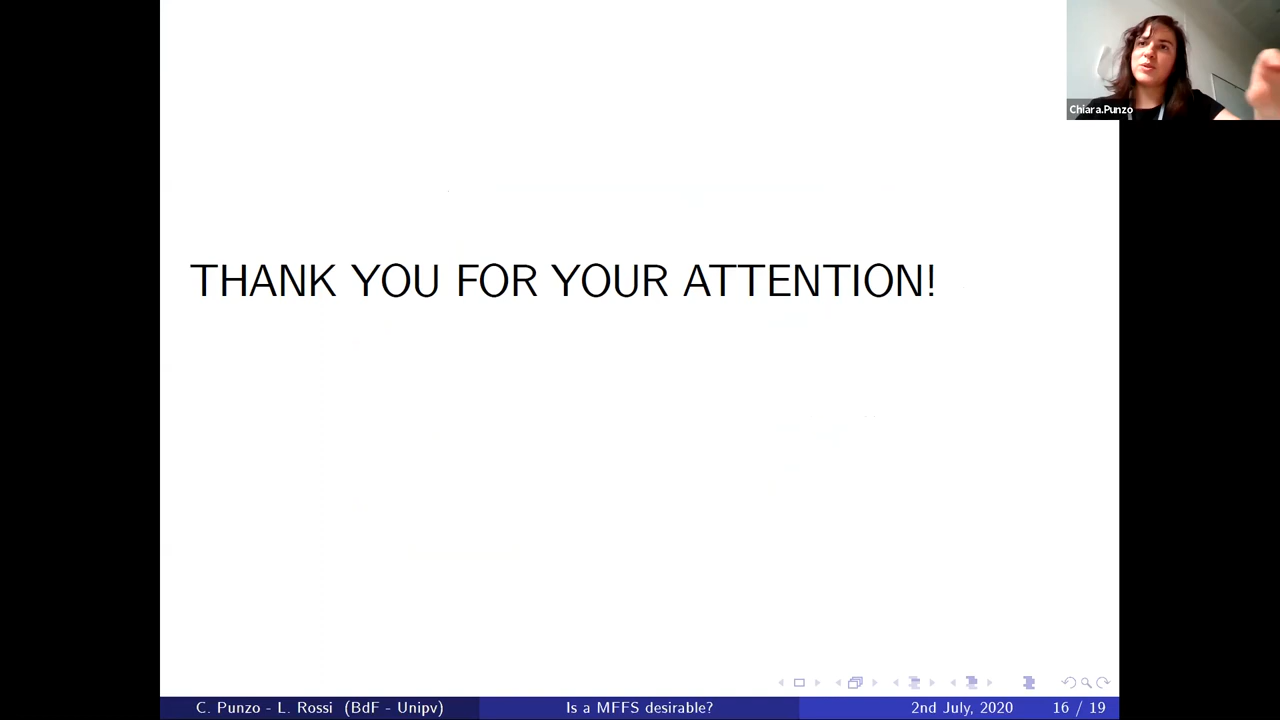 Chiara.Punzo
THANK YOU FOR YOUR ATTENTION!
C. Punzo - L. Rossi (BdF - Unipv)
Is a MFFS desirable?
2nd July, 2020
16 / 19